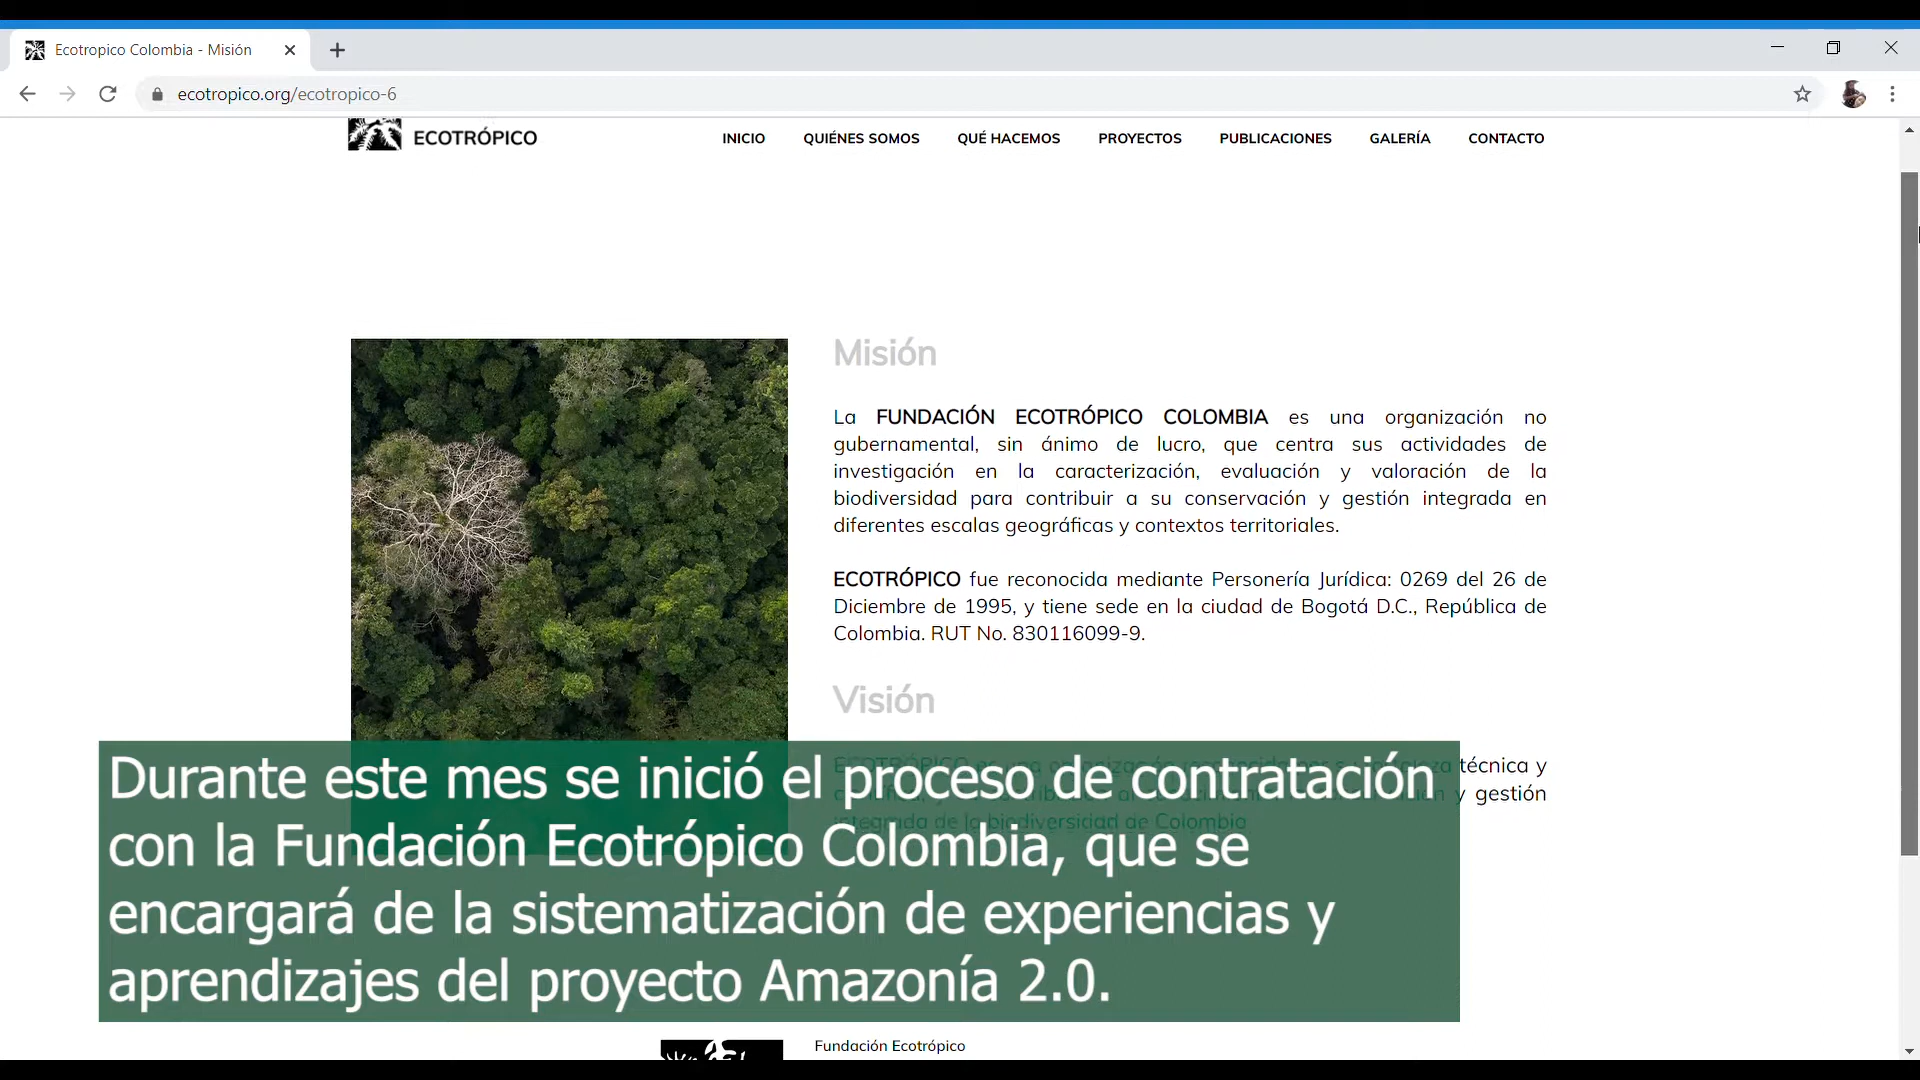 Ecotropico Colombia - Misión
ecotropico.org/ecotropico-6
ECOTRÓPICO
INICIO QUIÉNES SOMOS QUÉ HACEMOS PROYECTOS PUBLICACIONES GALERÍA CONTACTO
Misión
La FUNDACIÓN ECOTRÓPICO COLOMBIA es una organización no
gubernamental, sin ánimo de lucro, que centra sus actividades de
investigación en la caracterización, evaluación y valoración de la
biodiversidad para contribuir a su conservación y gestión integrada en
diferentes escalas geográficas y contextos territoriales.
ECOTRÓPICO fue reconocida mediante Personería Jurídica: 0269 del 26 de
Diciembre de 1995, y tiene sede en la ciudad de Bogotá D.C., República de
Colombia. RUT No. 830116099-9.
Visión
ECOTRÓPICO es una organización técnica y
y gestión
integrada de la biodiversidad de Colombia
Durante este mes se inició el proceso de contratación
con la Fundación Ecotrópico Colombia, que se
encargará de la sistematización de experiencias y
aprendizajes del proyecto Amazonía 2.0.
Fundación Ecotrópico